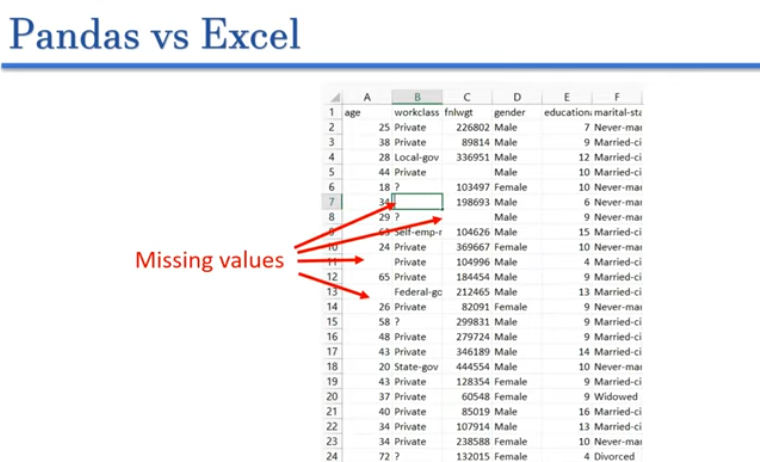 Pandas vs Excel
A B C D E F
1 age workclass fnlwgt gender education marital-sta
2 25 Private 226802 Male 7 Never-mar
3 38 Private 89814 Male 9 Married-ci
4 28 Local-gov 336951 Male 12 Married-ci
5 44 Private Male 10 Married-ci
6 18 ? 103497 Female 10 Never-mar
7 34 198693 Male 6 Never-mar
8 29 ? Male 9 Never-mar
9 63 Self-emp-r 104626 Male 15 Married-ci
10 24 Private 369667 Female 10 Never-mar
Missing values
11 Private 104996 Male 4 Married-ci
12 65 Private 184454 Male 9 Married-ci
13 Federal-go 212465 Male 13 Married-ci
14 26 Private 82091 Female 9 Never-mar
15 58 ? 299831 Male 9 Married-ci
16 48 Private 279724 Male 9 Married-ci
17 43 Private 346189 Male 14 Married-ci
18 20 State-gov 444554 Male 10 Never-mar
19 43 Private 128354 Female 9 Married-ci
20 37 Private 60548 Female 9 Widowed
21 40 Private 85019 Male 16 Married-ci
22 34 Private 107914 Male 13 Married-ci
23 34 Private 238588 Female 10 Never-mar
24 72 ? 132015 Female 4 Divorced